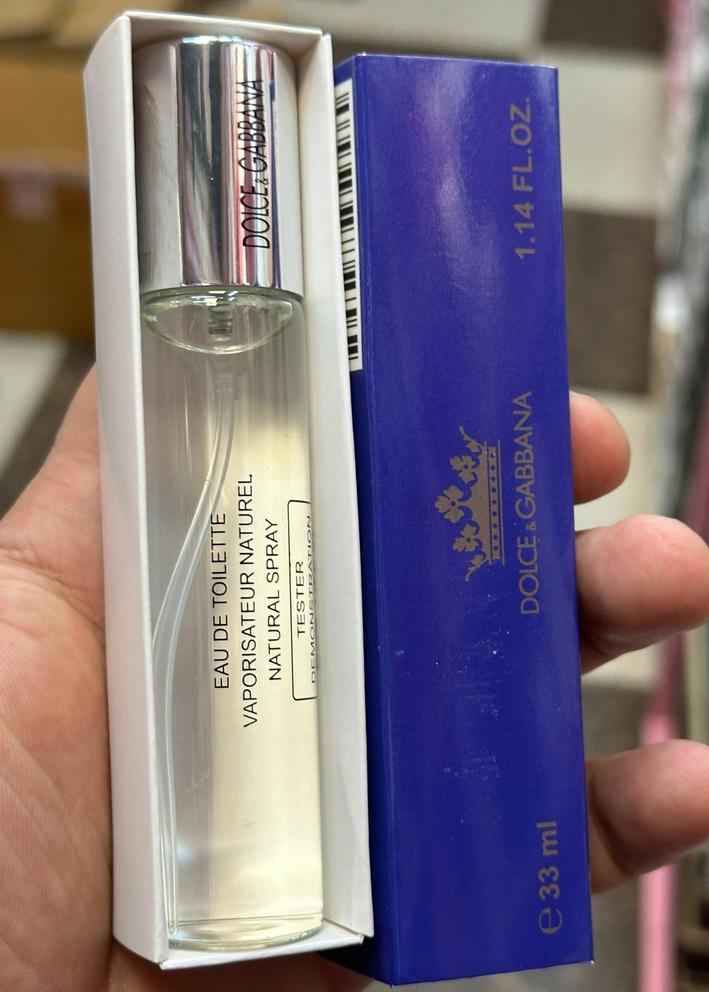 DOLCE & GABBANA
EAU DE TOILETTE
VAPORISATEUR NATUREL
NATURAL SPRAY
TESTER
DEMONSTRATION
1.14 FL.OZ.
DOLCE & GABBANA
e 33 ml